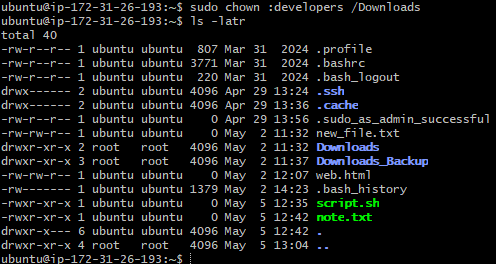 ubuntu@ip-172-31-26-193:~$ sudo chown :developers /Downloads
ubuntu@ip-172-31-26-193:~$ ls -latr
total 40
-rw-r--r-- 1 ubuntu ubuntu  807 Mar 31  2024 .profile
-rw-r--r-- 1 ubuntu ubuntu 3771 Mar 31  2024 .bashrc
-rw-r--r-- 1 ubuntu ubuntu  220 Mar 31  2024 .bash_logout
drwx------ 2 ubuntu ubuntu 4096 Apr 29 13:24 .ssh
drwx------ 2 ubuntu ubuntu 4096 Apr 29 13:36 .cache
-rw-r--r-- 1 ubuntu ubuntu    0 Apr 29 13:56 .sudo_as_admin_successful
-rw-rw-r-- 1 ubuntu ubuntu    0 May  2 11:32 new_file.txt
drwxr-xr-x 2 root   root   4096 May  2 11:32 Downloads
drwxr-xr-x 3 root   root   4096 May  2 11:37 Downloads_Backup
-rw-rw-r-- 1 ubuntu ubuntu    0 May  2 12:07 web.html
-rw------- 1 ubuntu ubuntu 1379 May  2 14:23 .bash_history
-rwxr-xr-x 1 ubuntu ubuntu    0 May  5 12:35 script.sh
-rwxr-xr-x 1 ubuntu ubuntu    0 May  5 12:42 note.txt
drwxr-x--- 6 ubuntu ubuntu 4096 May  5 12:42 .
drwxr-xr-x 4 root   root   4096 May  5 13:04 ..
ubuntu@ip-172-31-26-193:~$